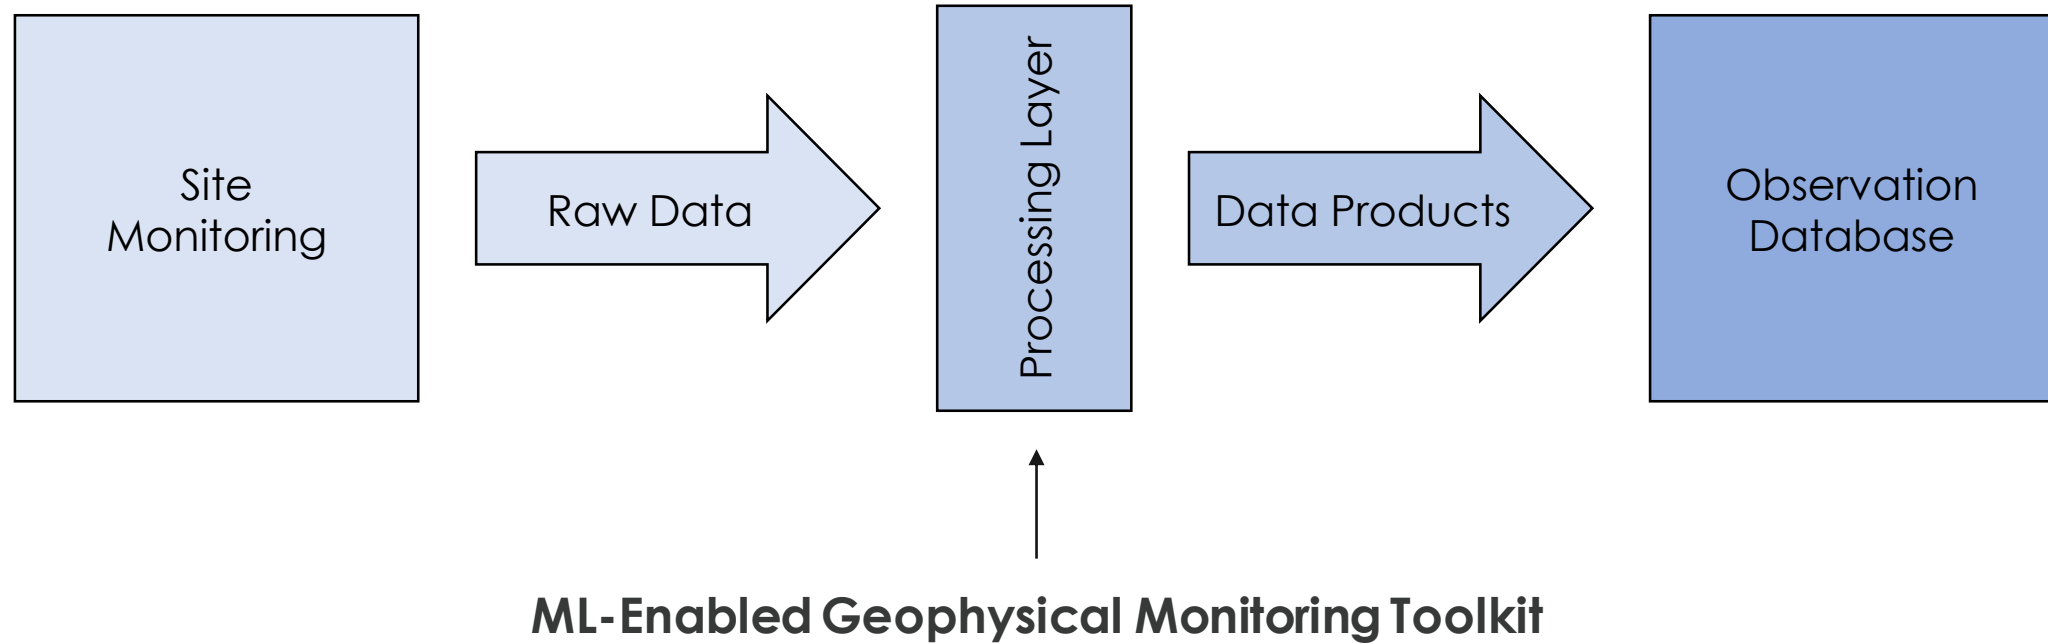 Site
Monitoring
Raw Data
Processing Layer
Data Products
Observation
Database
ML-Enabled Geophysical Monitoring Toolkit